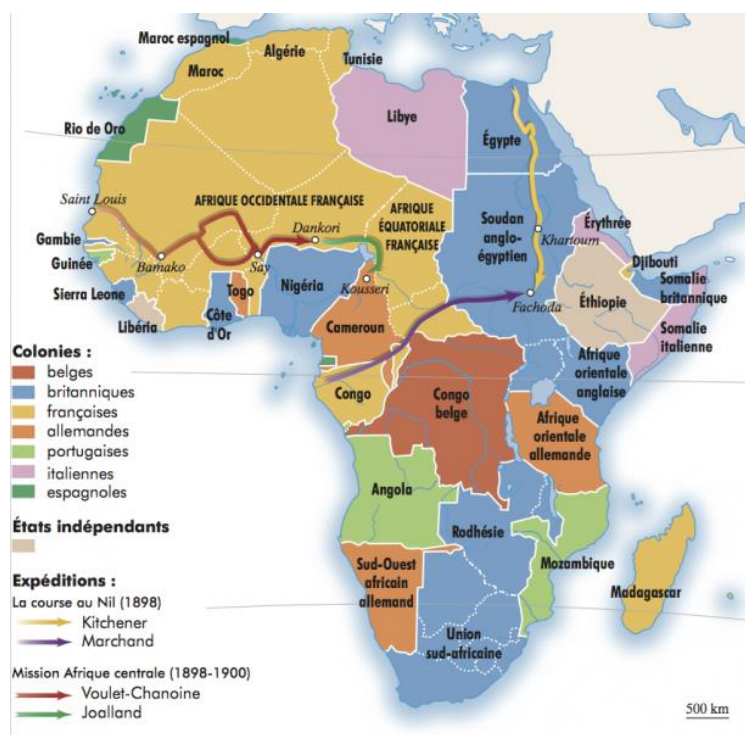 Maroc espagnol
Algérie
Tunisie
Maroc
Libye
Égypte
Rio de Oro
Saint Louis
AFRIQUE OCCIDENTALE FRANÇAISE
Dankori
AFRIQUE
ÉQUATORIALE
FRANÇAISE
Soudan
anglo-
égyptien
Khartoum
Érythrée
Djibouti
Somalie
britannique
Gambie
Guinée
Bamako
Say
Kousseri
Fachoda
Éthiopie
Sierra Leone
Libéria
Côte
d'Or
Togo
Nigéria
Cameroun
Somalie
italienne
Afrique
orientale
anglaise
Congo
Congo
belge
Afrique
orientale
allemande
Angola
Rhodésie
Mozambique
Madagascar
Sud-Ouest
africain
allemand
Union
sud-africaine
Colonies :
belges
britanniques
françaises
allemandes
portugaises
italiennes
espagnoles
États indépendants
Expéditions :
La course au Nil (1898)
Kitchener
Marchand
Mission Afrique centrale (1898-1900)
Voulet-Chanoine
Joalland
500 km